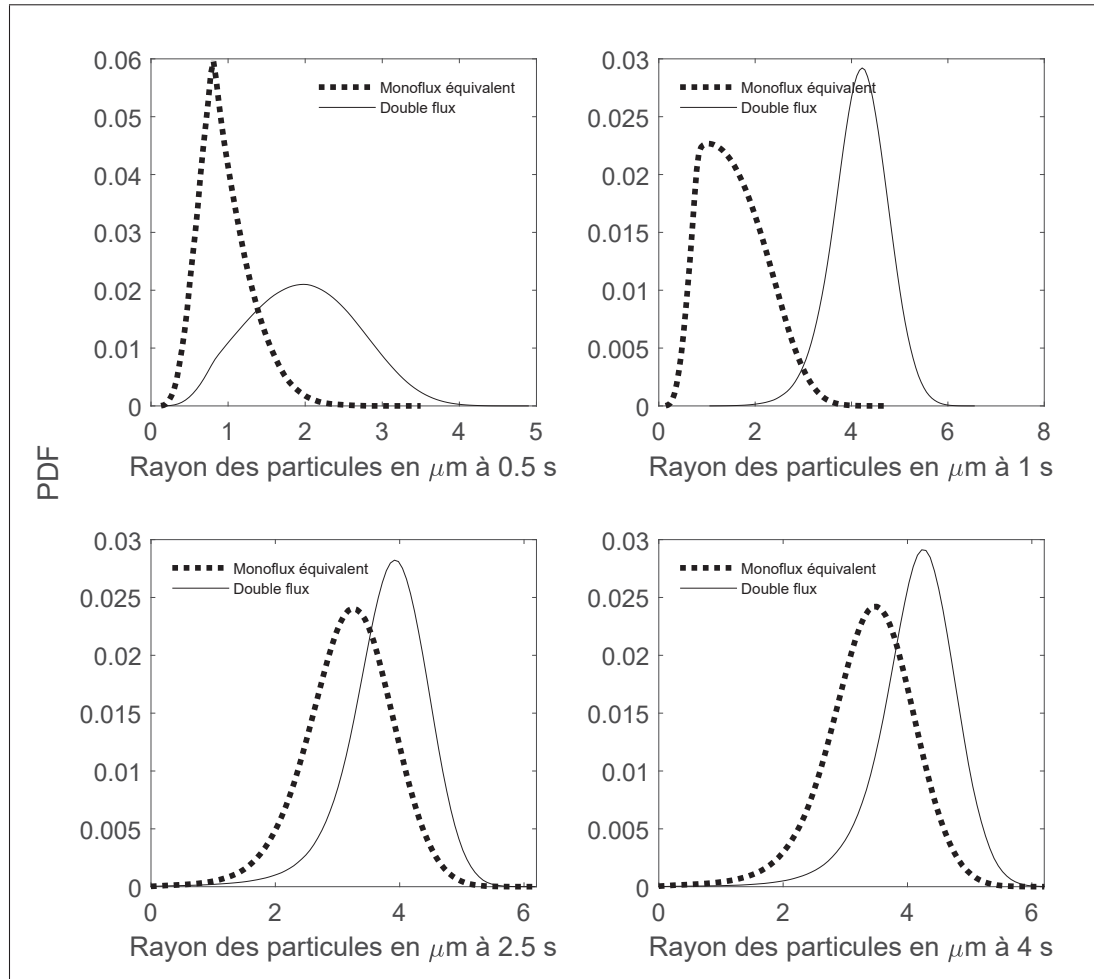 PDF
0.06
0.05
0.04
0.03
0.02
0.01
0
Monoflux équivalent
Double flux
0 1 2 3 4 5
Rayon des particules en μm à 0.5 s
0.03
0.025
0.02
0.015
0.01
0.005
0
Monoflux équivalent
Double flux
0 2 4 6 8
Rayon des particules en μm à 1 s
0.03
0.025
0.02
0.015
0.01
0.005
0
Monoflux équivalent
Double flux
0 2 4 6
Rayon des particules en μm à 2.5 s
0.03
0.025
0.02
0.015
0.01
0.005
0
Monoflux équivalent
Double flux
0 2 4 6
Rayon des particules en μm à 4 s